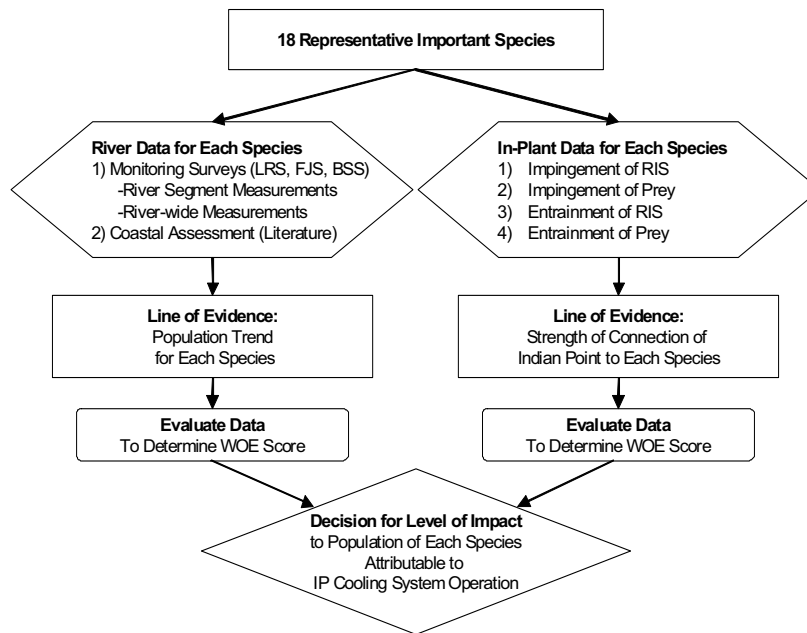 18 Representative Important Species
River Data for Each Species
1) Monitoring Surveys (LRS, FJS, BSS)
-River Segment Measurements
-River-wide Measurements
2) Coastal Assessment (Literature)
In-Plant Data for Each Species
1) Impingement of RIS
2) Impingement of Prey
3) Entrainment of RIS
4) Entrainment of Prey
Line of Evidence:
Population Trend
for Each Species
Line of Evidence:
Strength of Connection of
Indian Point to Each Species
Evaluate Data
To Determine WOE Score
Evaluate Data
To Determine WOE Score
Decision for Level of Impact
to Population of Each Species
Attributable to
IP Cooling System Operation